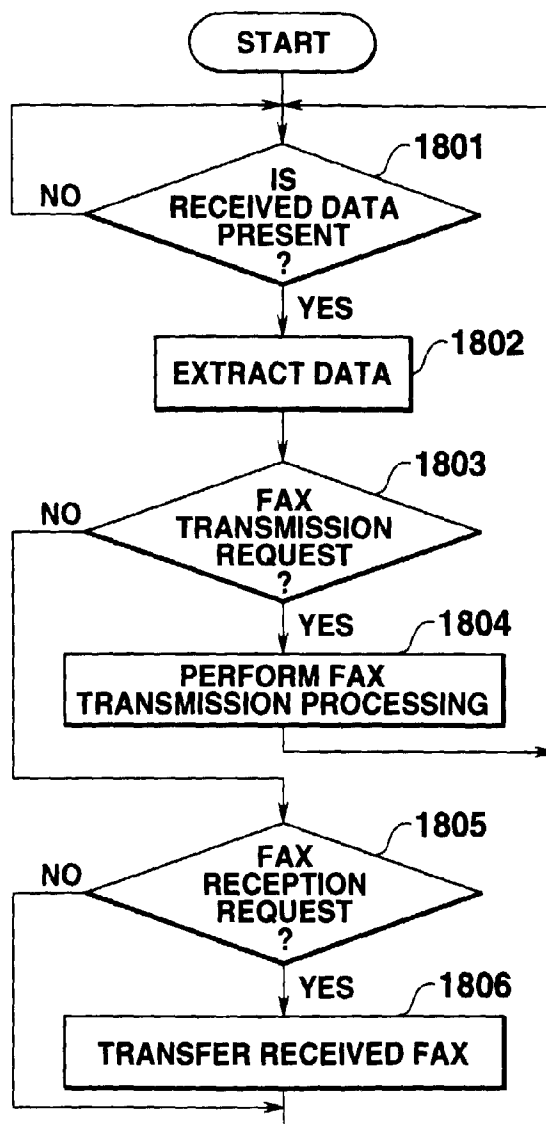 START
1801
IS
RECEIVED DATA
PRESENT
?
NO
YES
1802
EXTRACT DATA
1803
FAX
TRANSMISSION
REQUEST
?
NO
YES
1804
PERFORM FAX
TRANSMISSION PROCESSING
1805
FAX
RECEPTION
REQUEST
?
NO
YES
1806
TRANSFER RECEIVED FAX